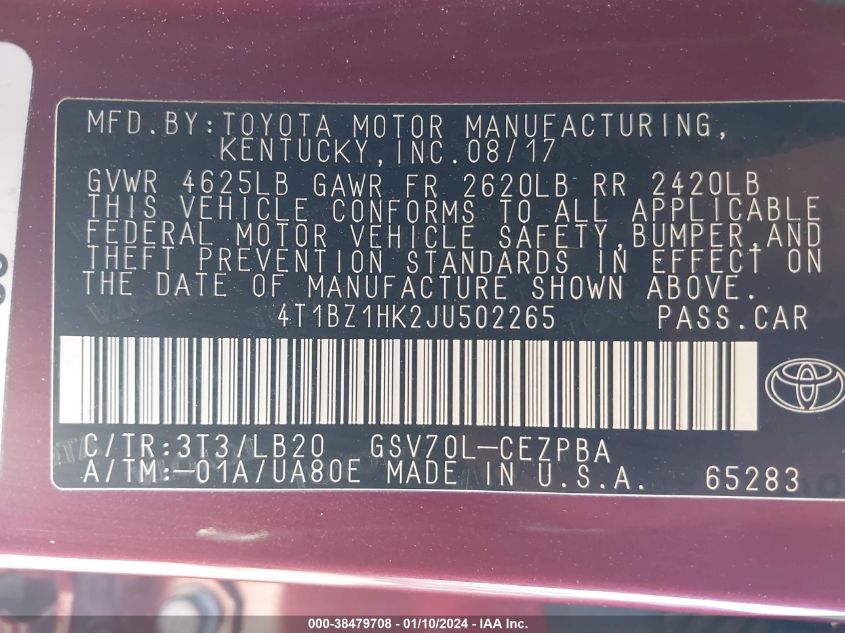 MFD.BY:TOYOTA MOTOR MANUFACTURING,
KENTUCKY,INC.08/17
GVWR 4625LB GAWR FR 2620LB RR 2420LB
THIS VEHICLE CONFORMS TO ALL APPLICABLE
FEDERAL MOTOR VEHICLE SAFETY,BUMPER,AND
THEFT PREVENTION STANDARDS IN EFFECT ON
THE DATE OF MANUFACTURE SHOWN ABOVE.
4T1BZ1HK2JU502265 PASS.CAR
C/TR:3T3/LB20 GSV70L-CEZPBA
A/TM:-01A/UA80E MADE IN U.S.A. 65283
000-38479708 - 01/10/2024 - IAA Inc.